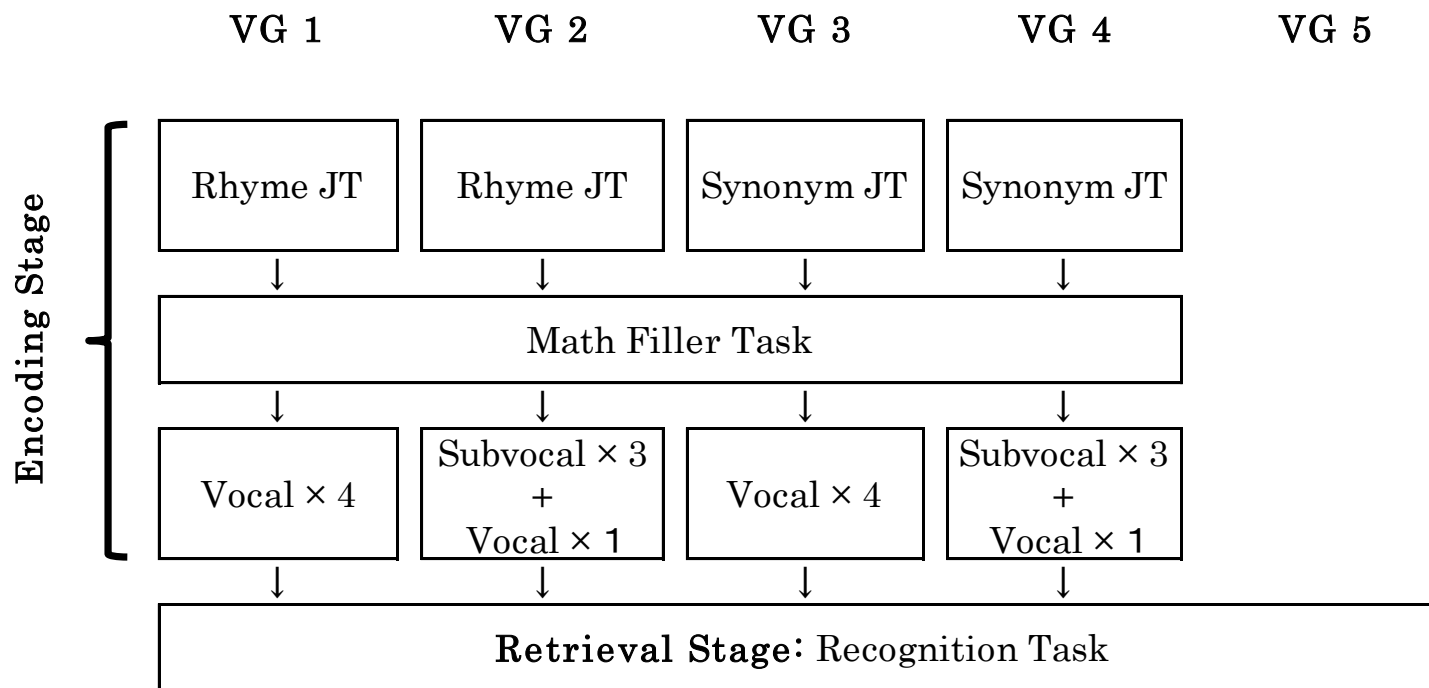 VG 1 VG 2 VG 3 VG 4 VG 5
Encoding Stage
Rhyme JT Rhyme JT Synonym JT Synonym JT
↓ ↓ ↓ ↓
Math Filler Task
↓ ↓ ↓ ↓
Vocal × 4
Subvocal × 3
+
Vocal × 1
Vocal × 4
Subvocal × 3
+
Vocal × 1
↓ ↓ ↓ ↓
Retrieval Stage: Recognition Task